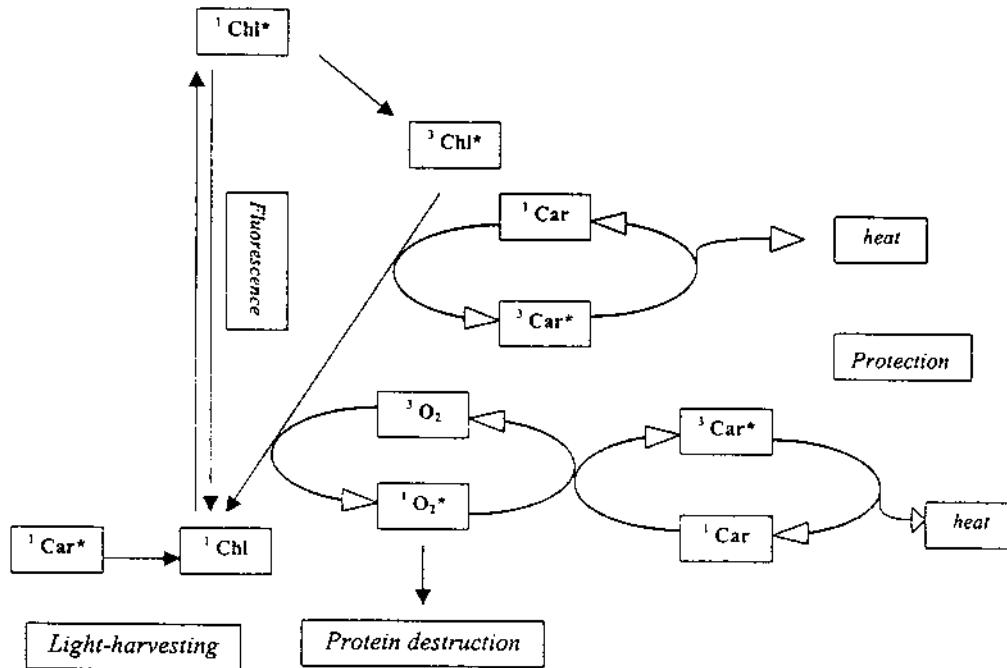 ¹ Chl*
³ Chl*
Fluorescence
¹ Car
heat
³ Car*
Protection
³ O₂
³ Car*
¹ O₂*
¹ Car
heat
¹ Car*
¹ Chl
Light-harvesting
Protein destruction